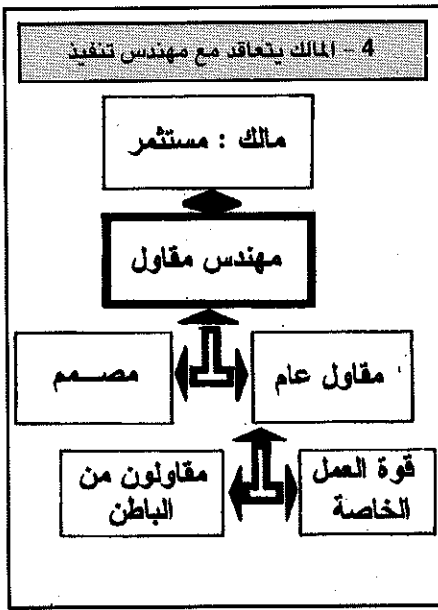 4 - المالك يتعاقد مع مهندس تنفيذ
مالك : مستثمر
مهندس مقاول
مقاول عام
مصمم
قوة العمل
الخاصة
مقاولون من
الباطن